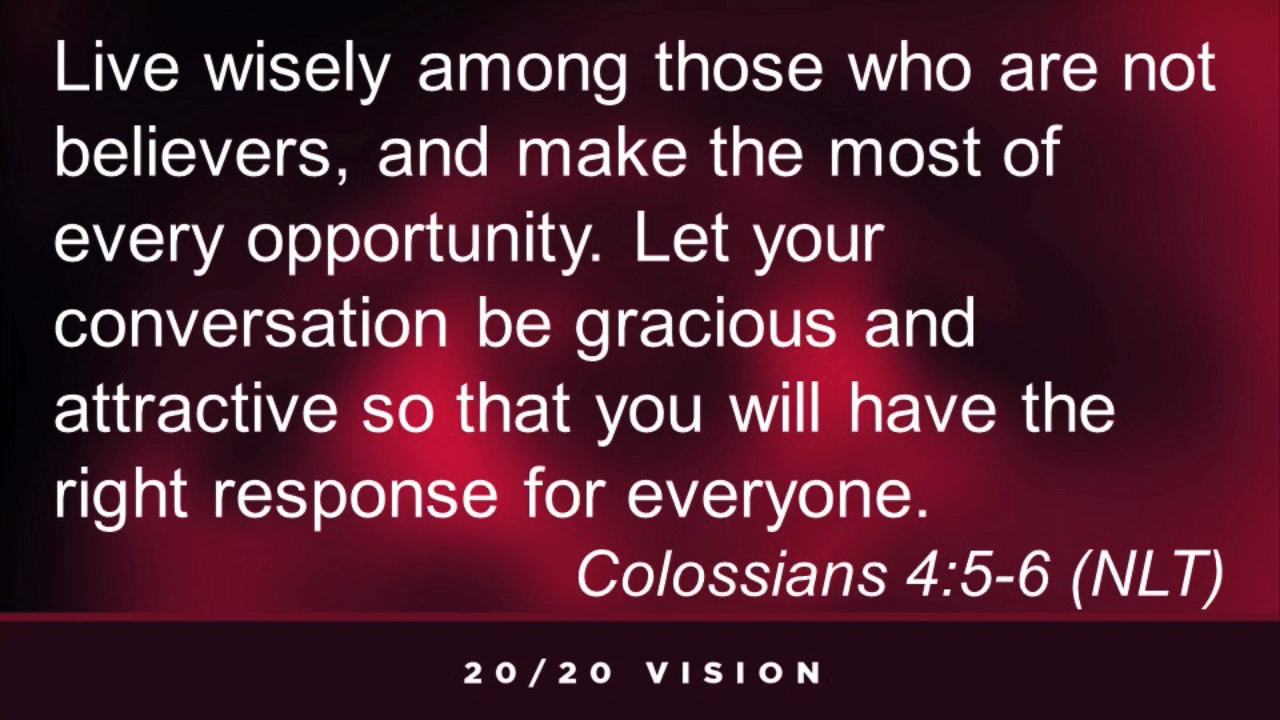 Live wisely among those who are not
believers, and make the most of
every opportunity. Let your
conversation be gracious and
attractive so that you will have the
right response for everyone.
Colossians 4:5-6 (NLT)
20/20 VISION